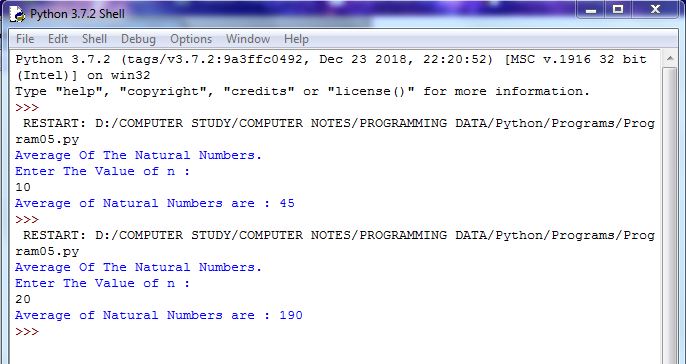 Python 3.7.2 Shell
File Edit Shell Debug Options Window Help
Python 3.7.2 (tags/v3.7.2:9a3ffc0492, Dec 23 2018, 22:20:52) [MSC v.1916 32 bit
(Intel)] on win32
Type "help", "copyright", "credits" or "license()" for more information.
>>>
RESTART: D:/COMPUTER STUDY/COMPUTER NOTES/PROGRAMMING DATA/Python/Programs/Prog
ram05.py
Average Of The Natural Numbers.
Enter The Value of n :
10
Average of Natural Numbers are : 45
>>>
RESTART: D:/COMPUTER STUDY/COMPUTER NOTES/PROGRAMMING DATA/Python/Programs/Prog
ram05.py
Average Of The Natural Numbers.
Enter The Value of n :
20
Average of Natural Numbers are : 190
>>>